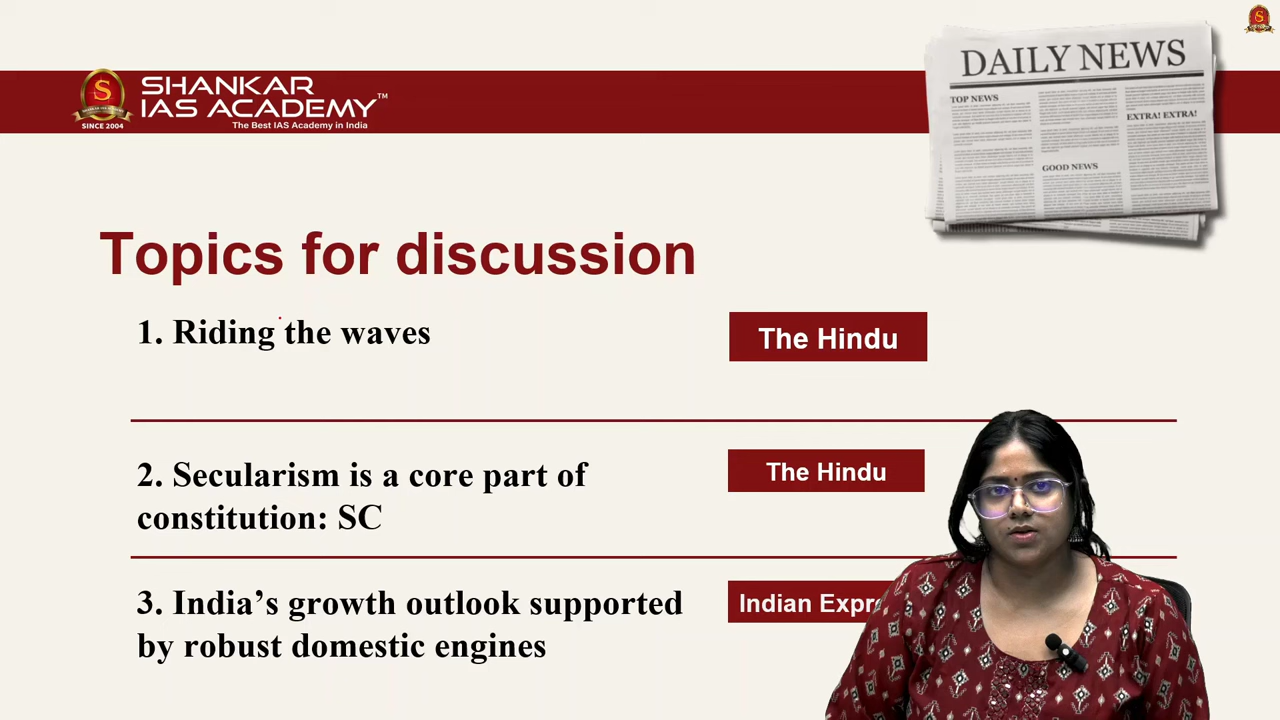 SHANKAR
IAS ACADEMY™
The Best IAS Academy in India
SINCE 2004
DAILY NEWS
TOP NEWS
EXTRA! EXTRA!
GOOD NEWS
Topics for discussion
1. Riding the waves
The Hindu
2. Secularism is a core part of
constitution: SC
The Hindu
3. India’s growth outlook supported
by robust domestic engines
Indian